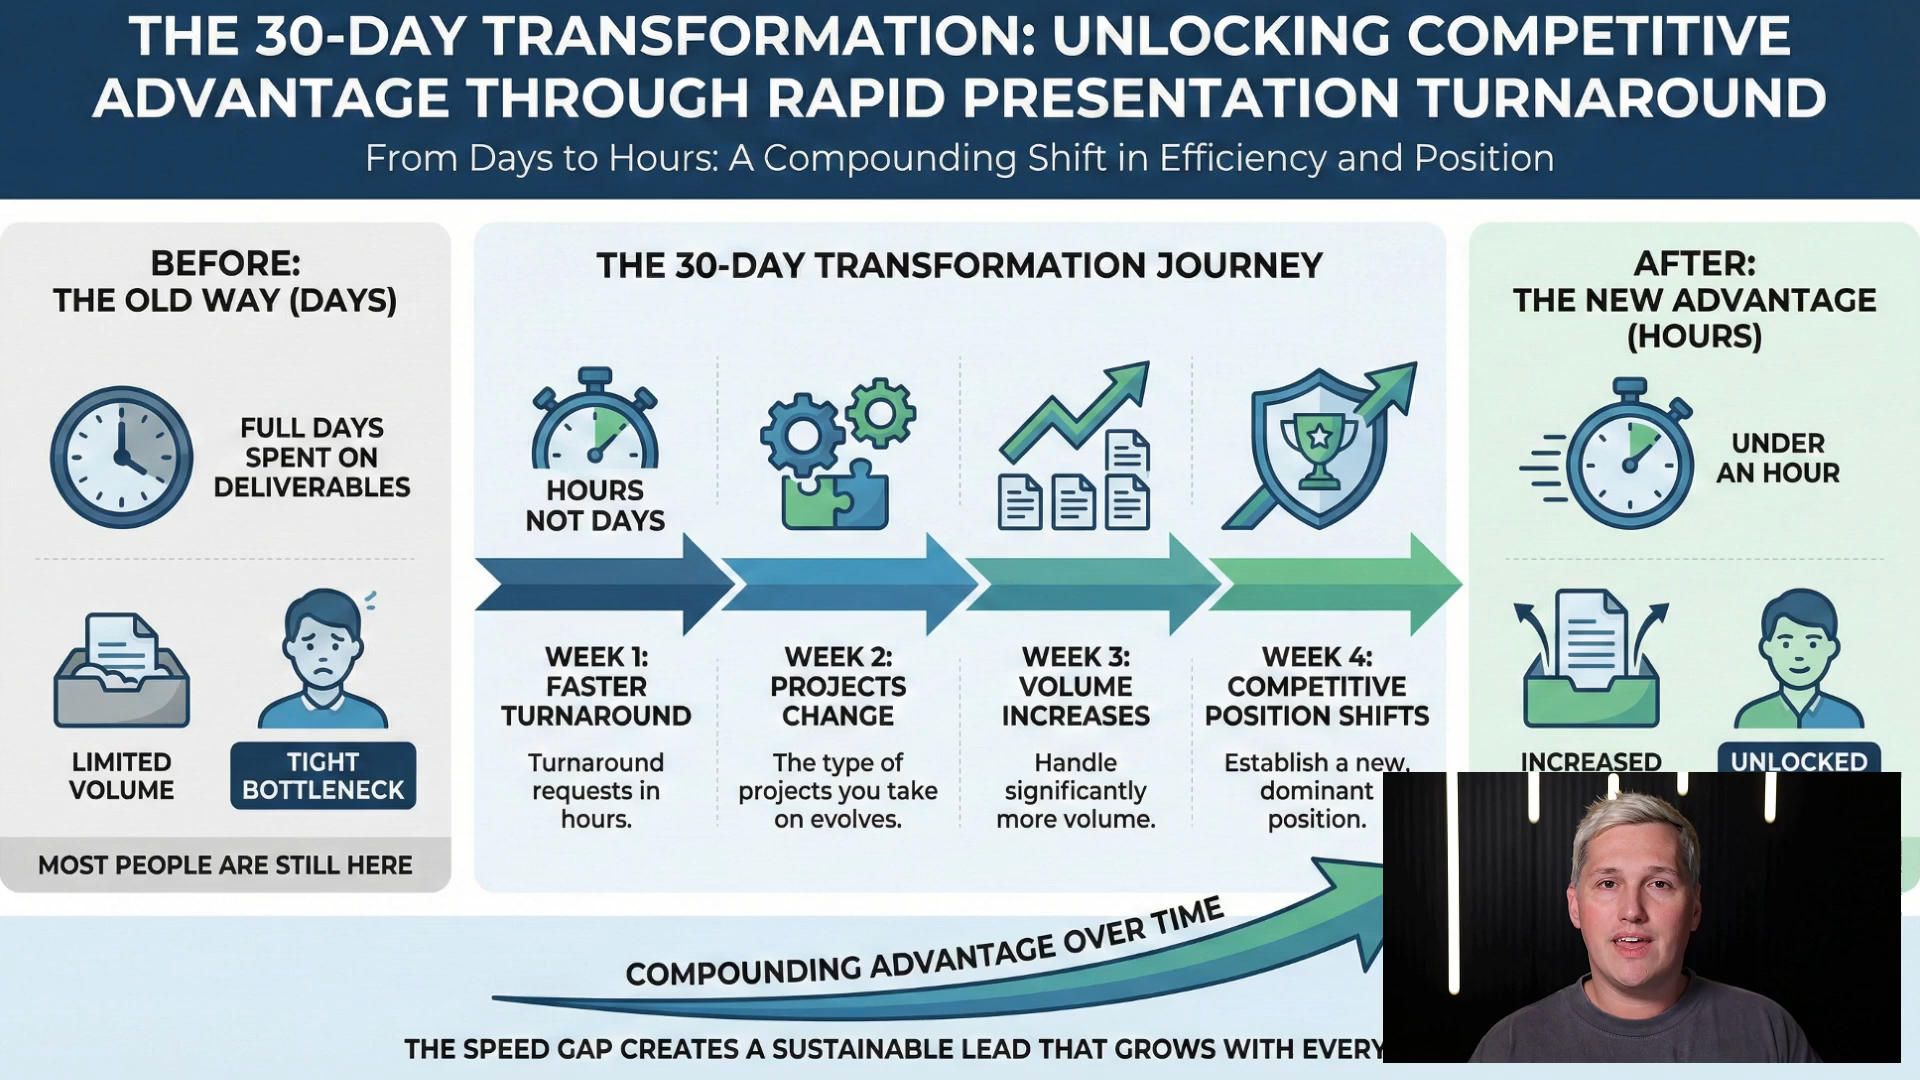 THE 30-DAY TRANSFORMATION: UNLOCKING COMPETITIVE
ADVANTAGE THROUGH RAPID PRESENTATION TURNAROUND
From Days to Hours: A Compounding Shift in Efficiency and Position
BEFORE:
THE OLD WAY (DAYS)
FULL DAYS
SPENT ON
DELIVERABLES
LIMITED
VOLUME
TIGHT
BOTTLENECK
MOST PEOPLE ARE STILL HERE
THE 30-DAY TRANSFORMATION JOURNEY
HOURS
NOT DAYS
WEEK 1:
FASTER
TURNAROUND
Turnaround
requests in
hours.
WEEK 2:
PROJECTS
CHANGE
The type of
projects you take
on evolves.
WEEK 3:
VOLUME
INCREASES
Handle
significantly
more volume.
WEEK 4:
COMPETITIVE
POSITION SHIFTS
Establish a new,
dominant
position.
AFTER:
THE NEW ADVANTAGE
(HOURS)
UNDER
AN HOUR
INCREASED
UNLOCKED
COMPOUNDING ADVANTAGE OVER TIME
THE SPEED GAP CREATES A SUSTAINABLE LEAD THAT GROWS WITH EVERY